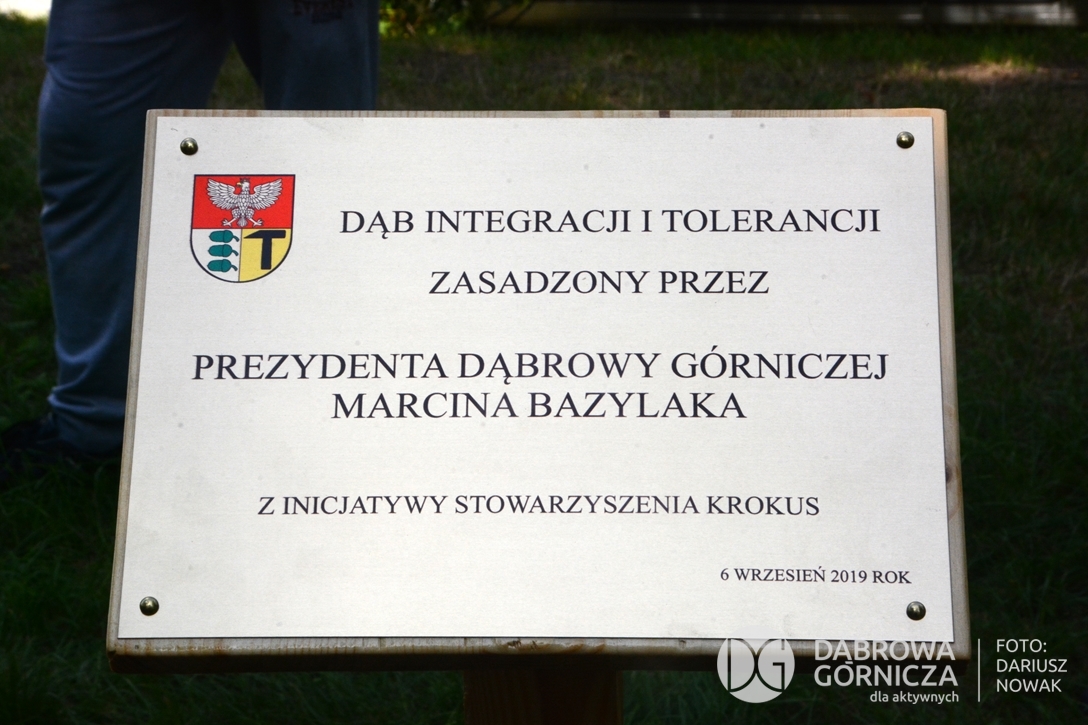 DĄB INTEGRACJI I TOLERANCJI
ZASADZONY PRZEZ
PREZYDENTA DĄBROWY GÓRNICZEJ
MARCINA BAZYLAKA
Z INICJATYWY STOWARZYSZENIA KROKUS
6 WRZESIEŃ 2019 ROK
DG
DĄBROWA
GÓRNICZA
dla aktywnych
FOTO:
DARIUSZ
NOWAK